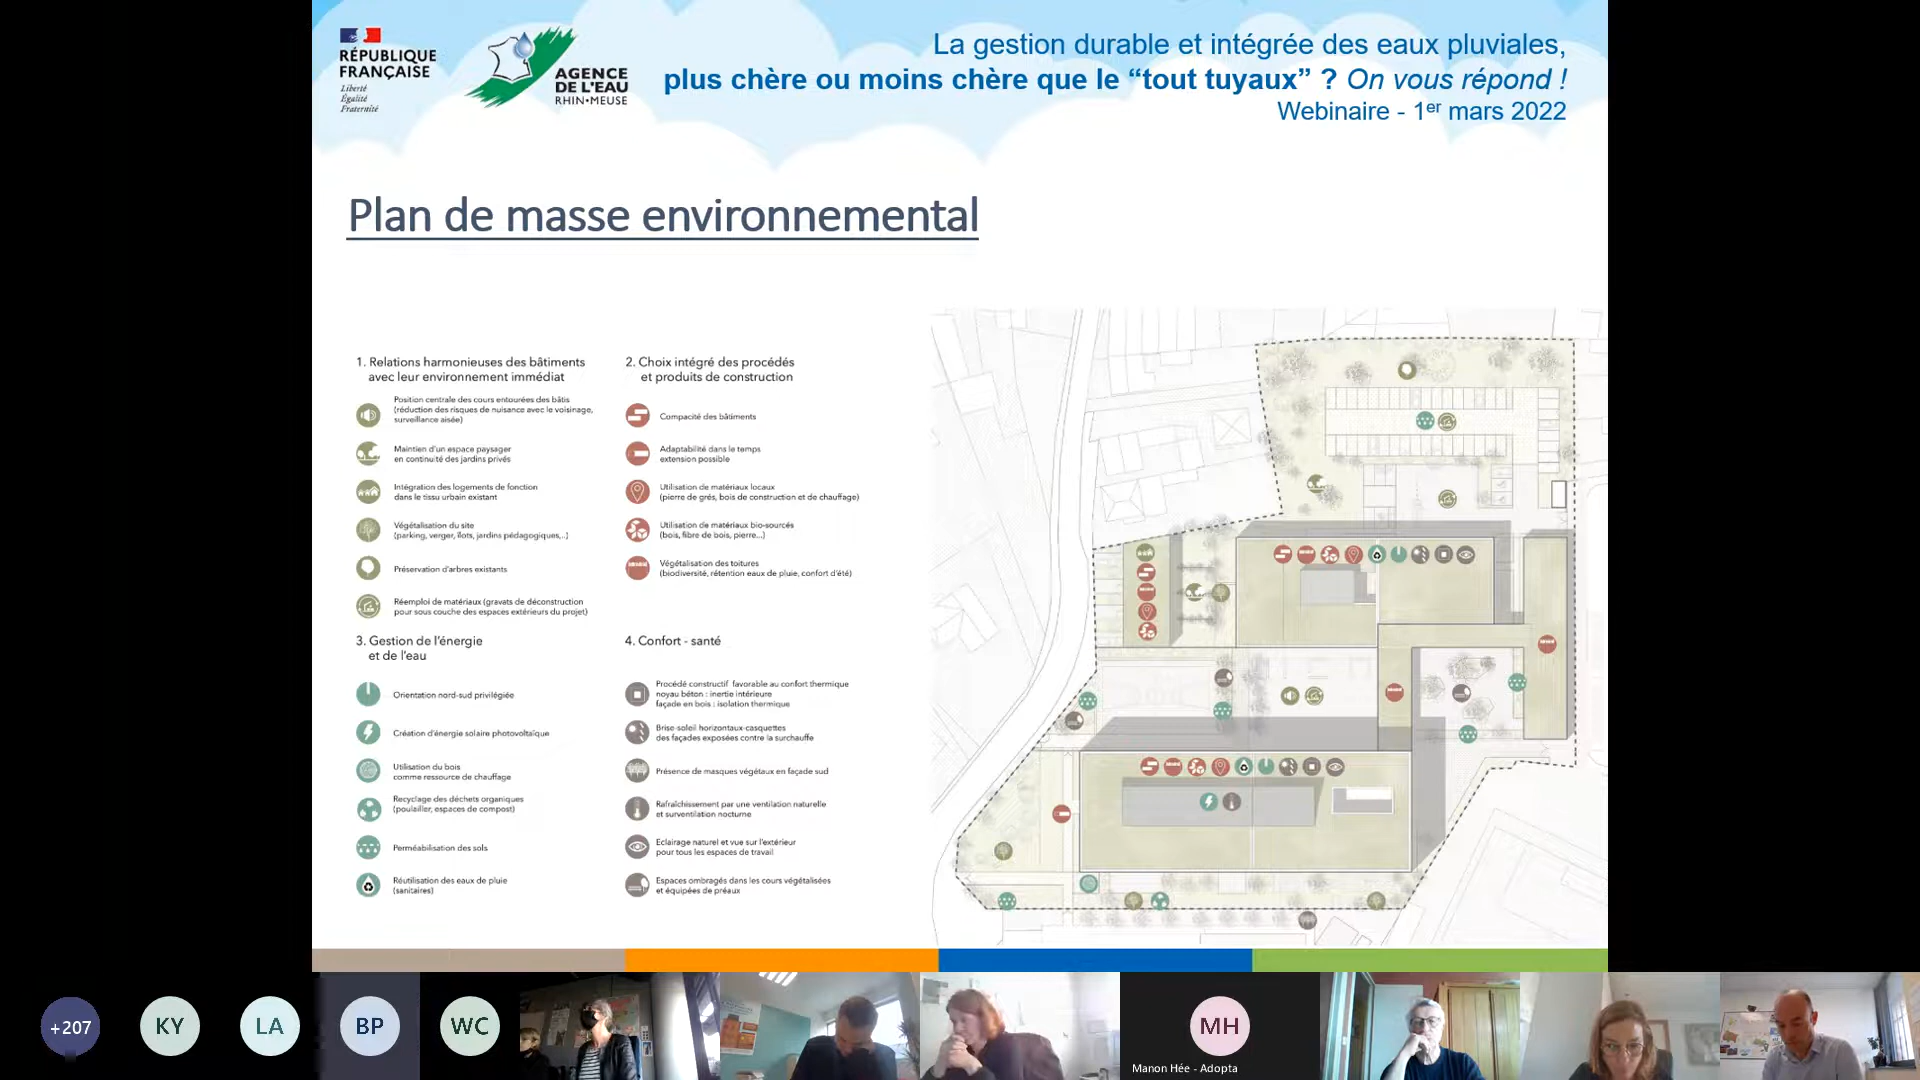 RÉPUBLIQUE
FRANÇAISE
Liberté
Égalité
Fraternité
AGENCE
DE L'EAU
RHIN•MEUSE
La gestion durable et intégrée des eaux pluviales,
plus chère ou moins chère que le “tout tuyaux” ? On vous répond !
Webinaire - 1er mars 2022
Plan de masse environnemental
1. Relations harmonieuses des bâtiments
avec leur environnement immédiat
Position centrale des cours entourées des bâtis
(réduction des risques de nuisance avec le voisinage,
surveillance aisée)
Maintien d'un espace paysager
en continuité des jardins privés
Intégration des logements de fonction
dans le tissu urbain existant
Végétalisation du site
(parking, verger, îlots, jardins pédagogiques,..)
Préservation d'arbres existants
Réemploi de matériaux (gravats de déconstruction
pour sous couche des espaces extérieurs du projet)
2. Choix intégré des procédés
et produits de construction
Compacité des bâtiments
Adaptabilité dans le temps
extension possible
Utilisation de matériaux locaux
(pierre de grés, bois de construction et de chauffage)
Utilisation de matériaux bio-sourcés
(bois, fibre de bois, pierre...)
Végétalisation des toitures
(biodiversité, rétention eaux de pluie, confort d'été)
3. Gestion de l'énergie
et de l'eau
Orientation nord-sud privilégiée
Création d'énergie solaire photovoltaïque
Utilisation du bois
comme ressource de chauffage
Recyclage des déchets organiques
(poulailler, espaces de compost)
Perméabilisation des sols
Réutilisation des eaux de pluie
(sanitaires)
4. Confort - santé
Procédé constructif favorable au confort thermique
noyau béton : inertie intérieure
façade en bois : isolation thermique
Brise-soleil horizontaux-casquettes
des façades exposées contre la surchauffe
Présence de masques végétaux en façade sud
Rafraîchissement par une ventilation naturelle
et surventilation nocturne
Eclairage naturel et vue sur l'extérieur
pour tous les espaces de travail
Espaces ombragés dans les cours végétalisées
et équipées de préaux
+207
KY
LA
BP
WC
MH
Manon Hée - Adopta